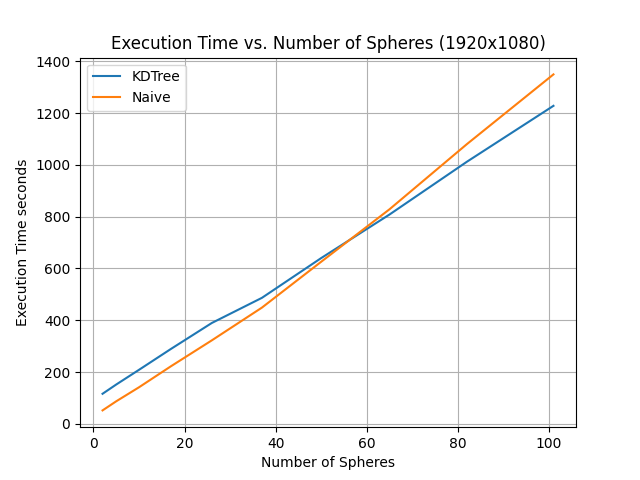 Execution Time vs. Number of Spheres (1920x1080)
KDTree
Naive
1400
1200
1000
800
600
400
200
0
Execution Time seconds
0 20 40 60 80 100
Number of Spheres